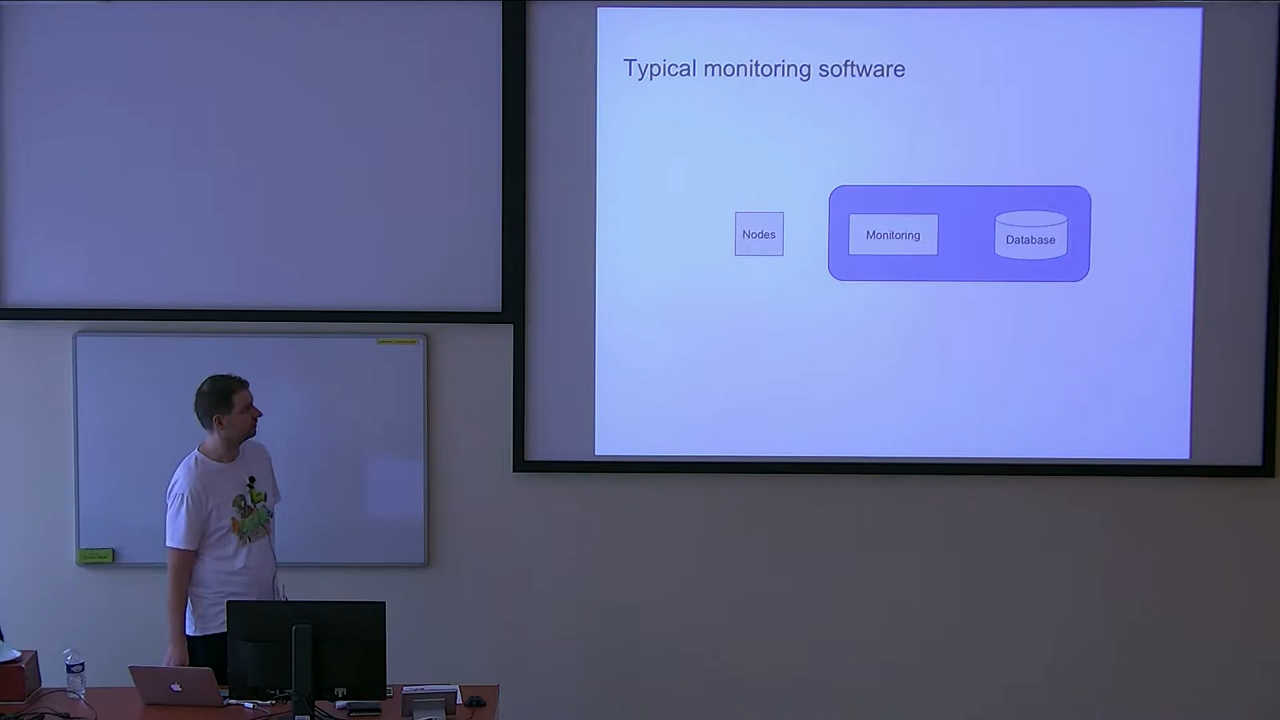 Typical monitoring software
Nodes
Monitoring
Database